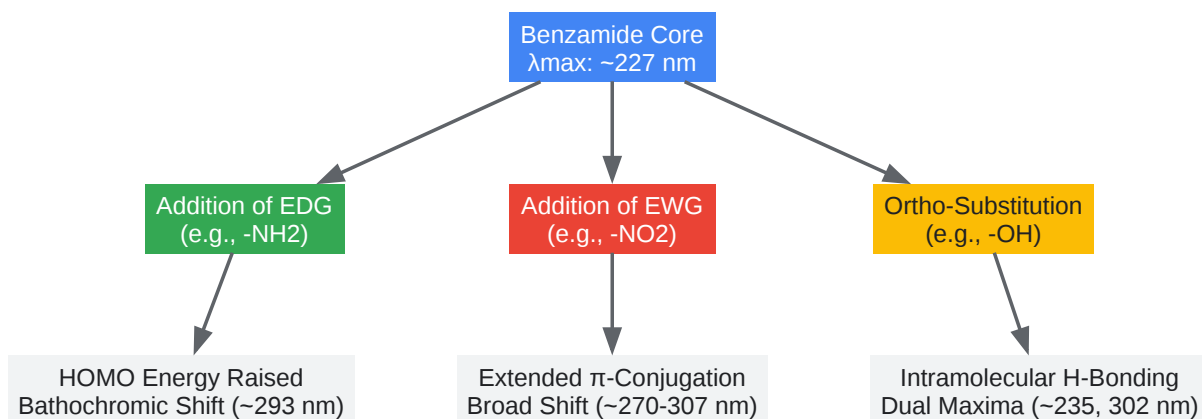 Benzamide Core
λmax: ~227 nm
Addition of EDG
(e.g., -NH2)
Addition of EWG
(e.g., -NO2)
Ortho-Substitution
(e.g., -OH)
HOMO Energy Raised
Bathochromic Shift (~293 nm)
Extended π-Conjugation
Broad Shift (~270-307 nm)
Intramolecular H-Bonding
Dual Maxima (~235, 302 nm)